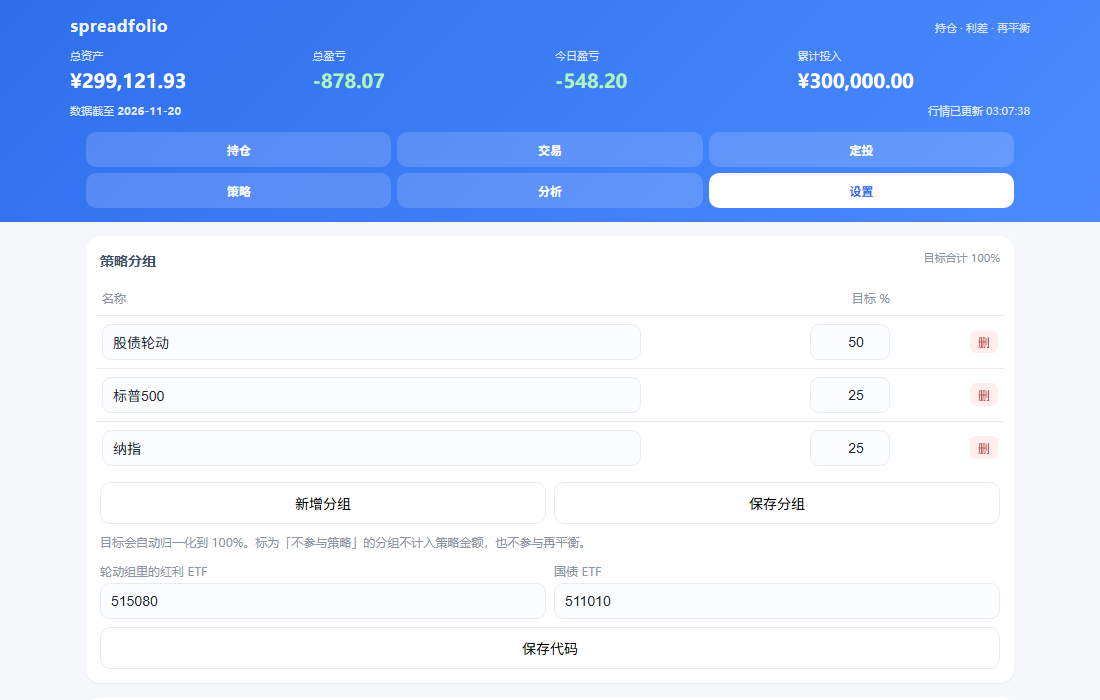 spreadfolio
持仓 · 利差 · 再平衡
总资产 总盈亏 今日盈亏 累计投入
¥299,121.93 -878.07 -548.20 ¥300,000.00
数据截至 2026-11-20 行情已更新 03:07:38
持仓 交易 定投
策略 分析 设置
策略分组 目标合计 100%
名称 目标 %
股债轮动 50 删
标普500 25 删
纳指 25 删
新增分组 保存分组
目标会自动归一化到 100%。标为「不参与策略」的分组不计入策略金额，也不参与再平衡。
轮动组里的红利 ETF 国债 ETF
515080 511010
保存代码